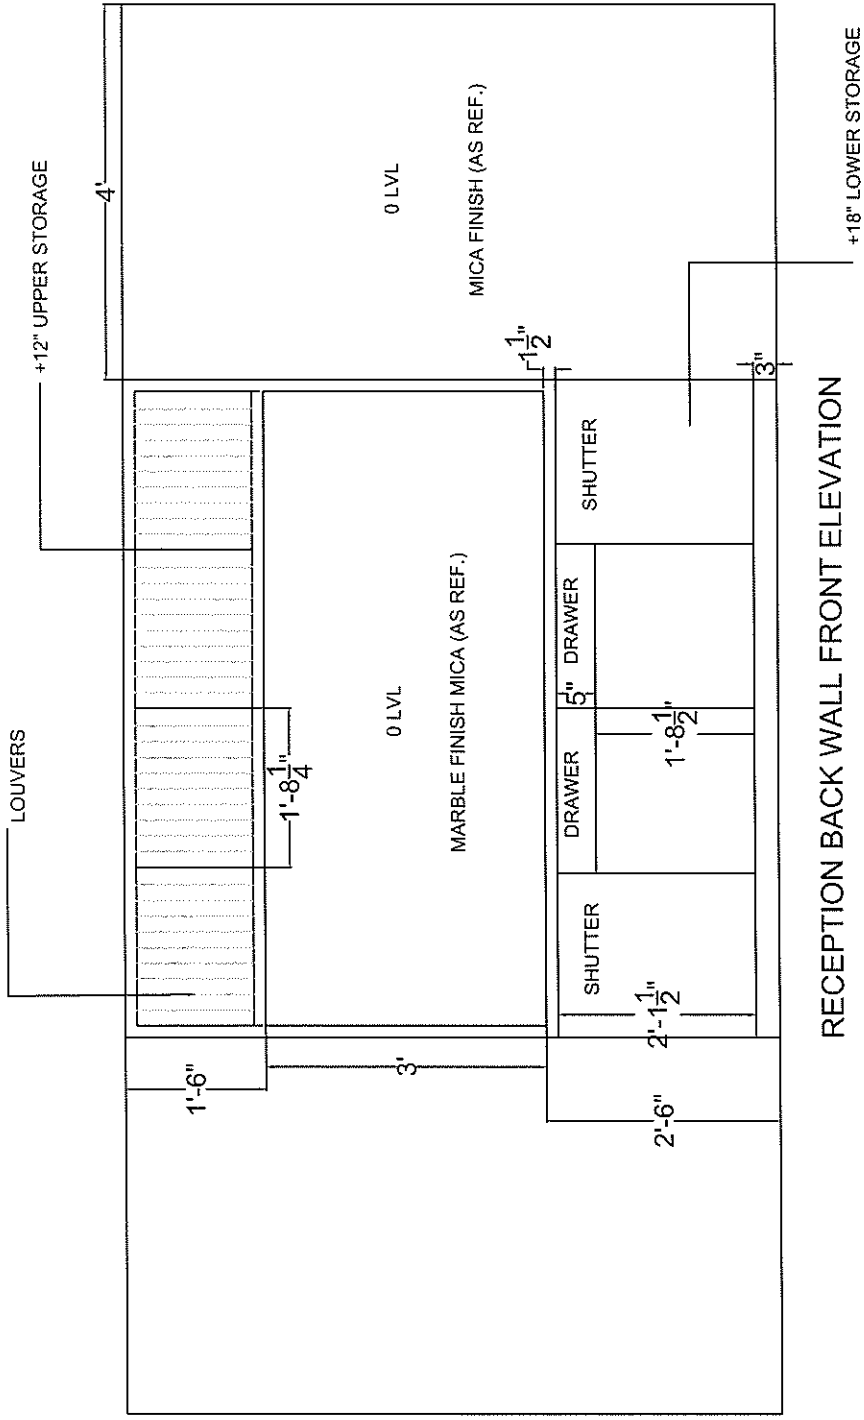 LOUVERS
+12" UPPER STORAGE
4'
1'-6"
1'-8 1/4"
0 LVL
MARBLE FINISH MICA (AS REF.)
3'
0 LVL
MICA FINISH (AS REF.)
1 1/2"
2'-6"
2'-1 1/2"
SHUTTER
DRAWER
5"
DRAWER
SHUTTER
1'-8 1/2"
3"
+18" LOWER STORAGE
RECEPTION BACK WALL FRONT ELEVATION